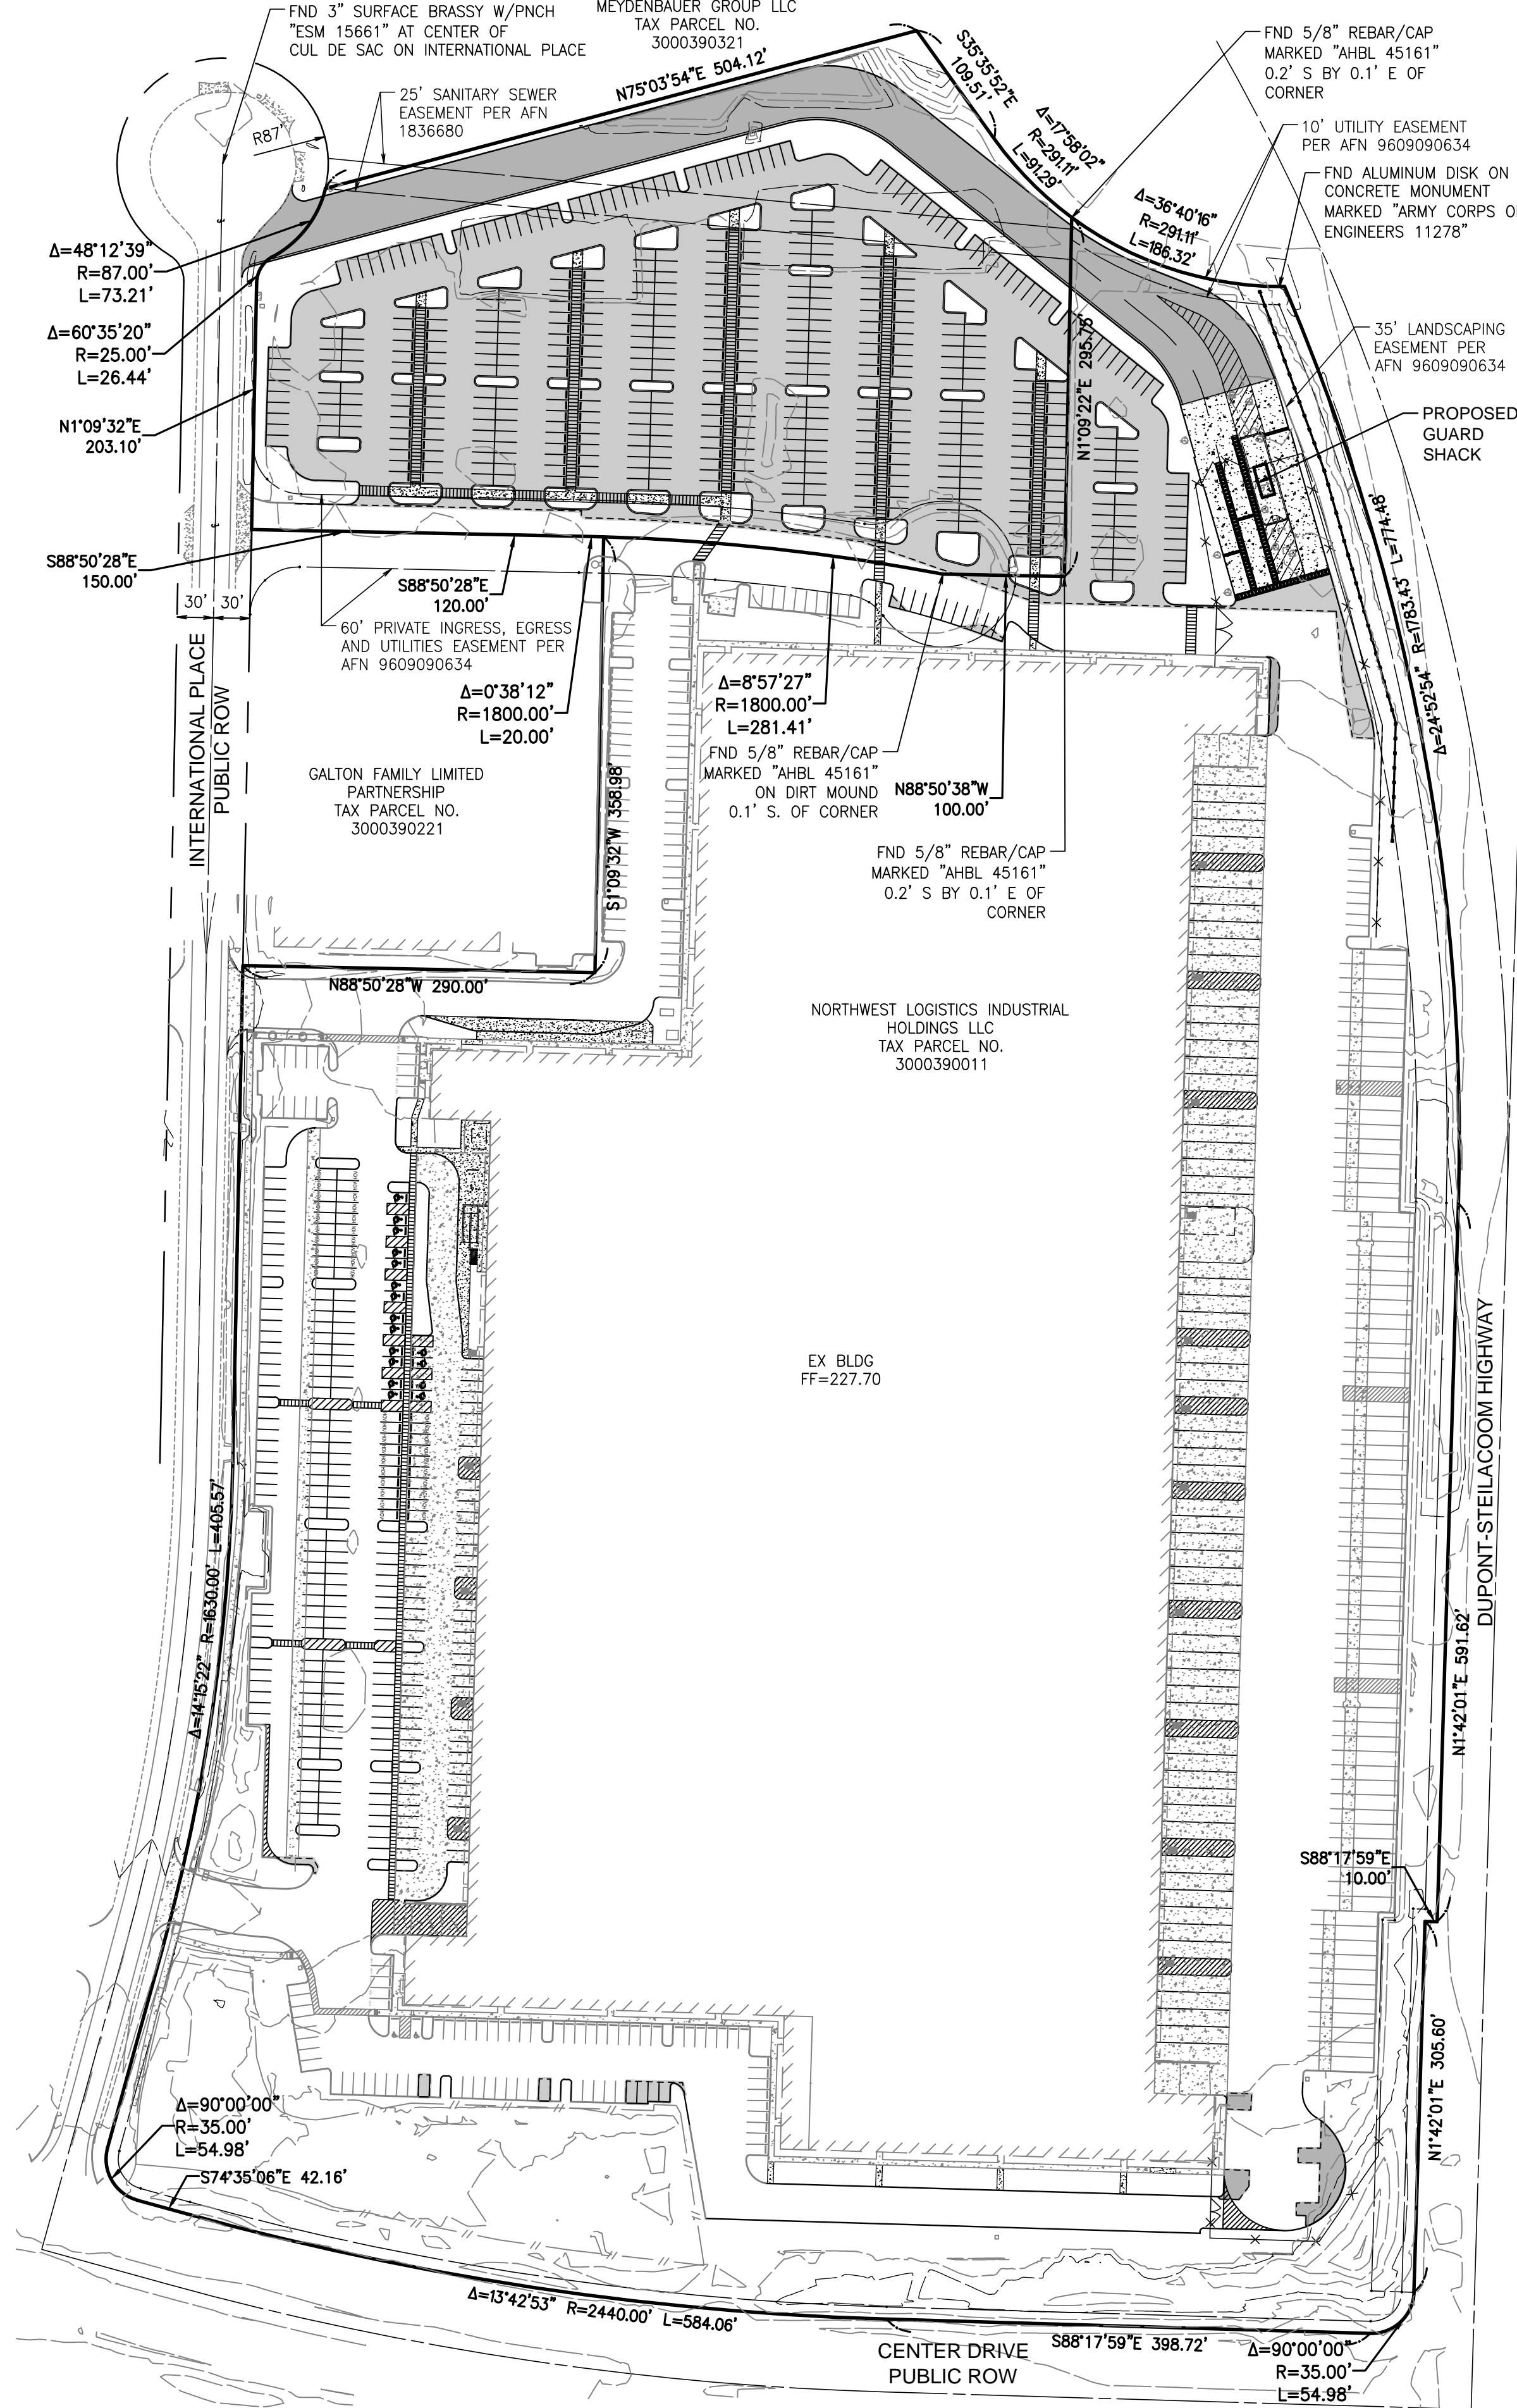 FND 3" SURFACE BRASSY W/PNCH
"ESM 15661" AT CENTER OF
CUL DE SAC ON INTERNATIONAL PLACE
MEYDENBAUER GROUP LLC
TAX PARCEL NO.
3000390321
N75°03'54"E 504.12'
S35°35'52"E
109.51'
Δ=17°58'02"
R=291.11'
L=91.29'
FND 5/8" REBAR/CAP
MARKED "AHBL 45161"
0.2' S BY 0.1' E OF
CORNER
10' UTILITY EASEMENT
PER AFN 9609090634
FND ALUMINUM DISK ON
CONCRETE MONUMENT
MARKED "ARMY CORPS
ENGINEERS 11278"
25' SANITARY SEWER
EASEMENT PER AFN
1836680
R87'
Δ=36°40'16"
R=291.11'
L=186.32'
Δ=48°12'39"
R=87.00'
L=73.21'
Δ=60°35'20"
R=25.00'
L=26.44'
N1°09'32"E
203.10'
N1°09'22"E 295.75'
35' LANDSCAPING
EASEMENT PER
AFN 9609090634
PROPOSED
GUARD
SHACK
S88°50'28"E
150.00'
S88°50'28"E
120.00'
30' 30'
60' PRIVATE INGRESS, EGRESS
AND UTILITIES EASEMENT PER
AFN 9609090634
Δ=0°38'12"
R=1800.00'
L=20.00'
Δ=8°57'27"
R=1800.00'
L=281.41'
FND 5/8" REBAR/CAP
MARKED "AHBL 45161"
ON DIRT MOUND
0.1' S. OF CORNER
N88°50'38"W
100.00'
Δ=24°52'54" R=1783.43' L=774.48'
INTERNATIONAL PLACE
PUBLIC ROW
GALTON FAMILY LIMITED
PARTNERSHIP
TAX PARCEL NO.
3000390221
S1°09'32"W 358.98'
FND 5/8" REBAR/CAP
MARKED "AHBL 45161"
0.2' S BY 0.1' E OF
CORNER
N88°50'28"W 290.00'
NORTHWEST LOGISTICS INDUSTRIAL
HOLDINGS LLC
TAX PARCEL NO.
3000390011
EX BLDG
FF=227.70
DUPONT-STEILACOOM HIGHWAY
Δ=14°15'22" R=1630.00' L=405.57'
N1°42'01"E 591.62'
S88°17'59"E
10.00'
N1°42'01"E 305.60'
Δ=90°00'00"
R=35.00'
L=54.98'
S74°35'06"E 42.16'
Δ=13°42'53" R=2440.00' L=584.06'
CENTER DRIVE
PUBLIC ROW
S88°17'59"E 398.72'
Δ=90°00'00"
R=35.00'
L=54.98'